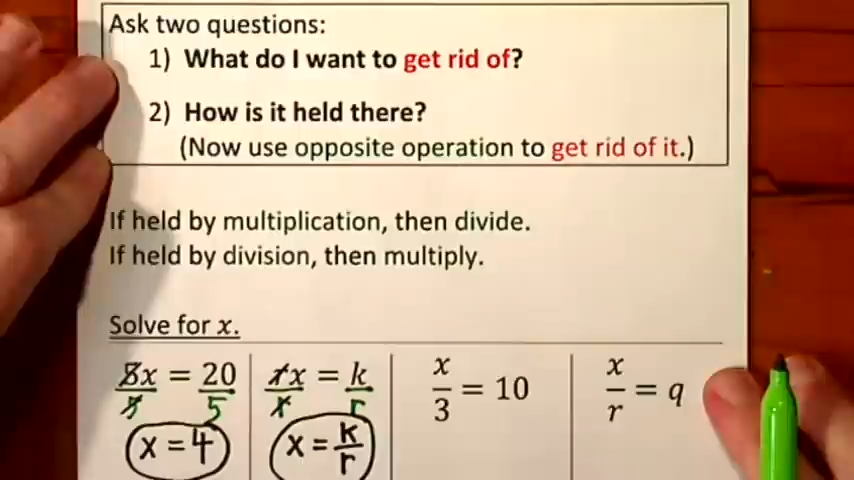 Ask two questions:
1) What do I want to get rid of?
2) How is it held there?
(Now use opposite operation to get rid of it.)
If held by multiplication, then divide.
If held by division, then multiply.
Solve for x.
5x = 20 | rx = k | x/3 = 10 | x/r = q
5 5 | r r
x = 4 | x = k/r